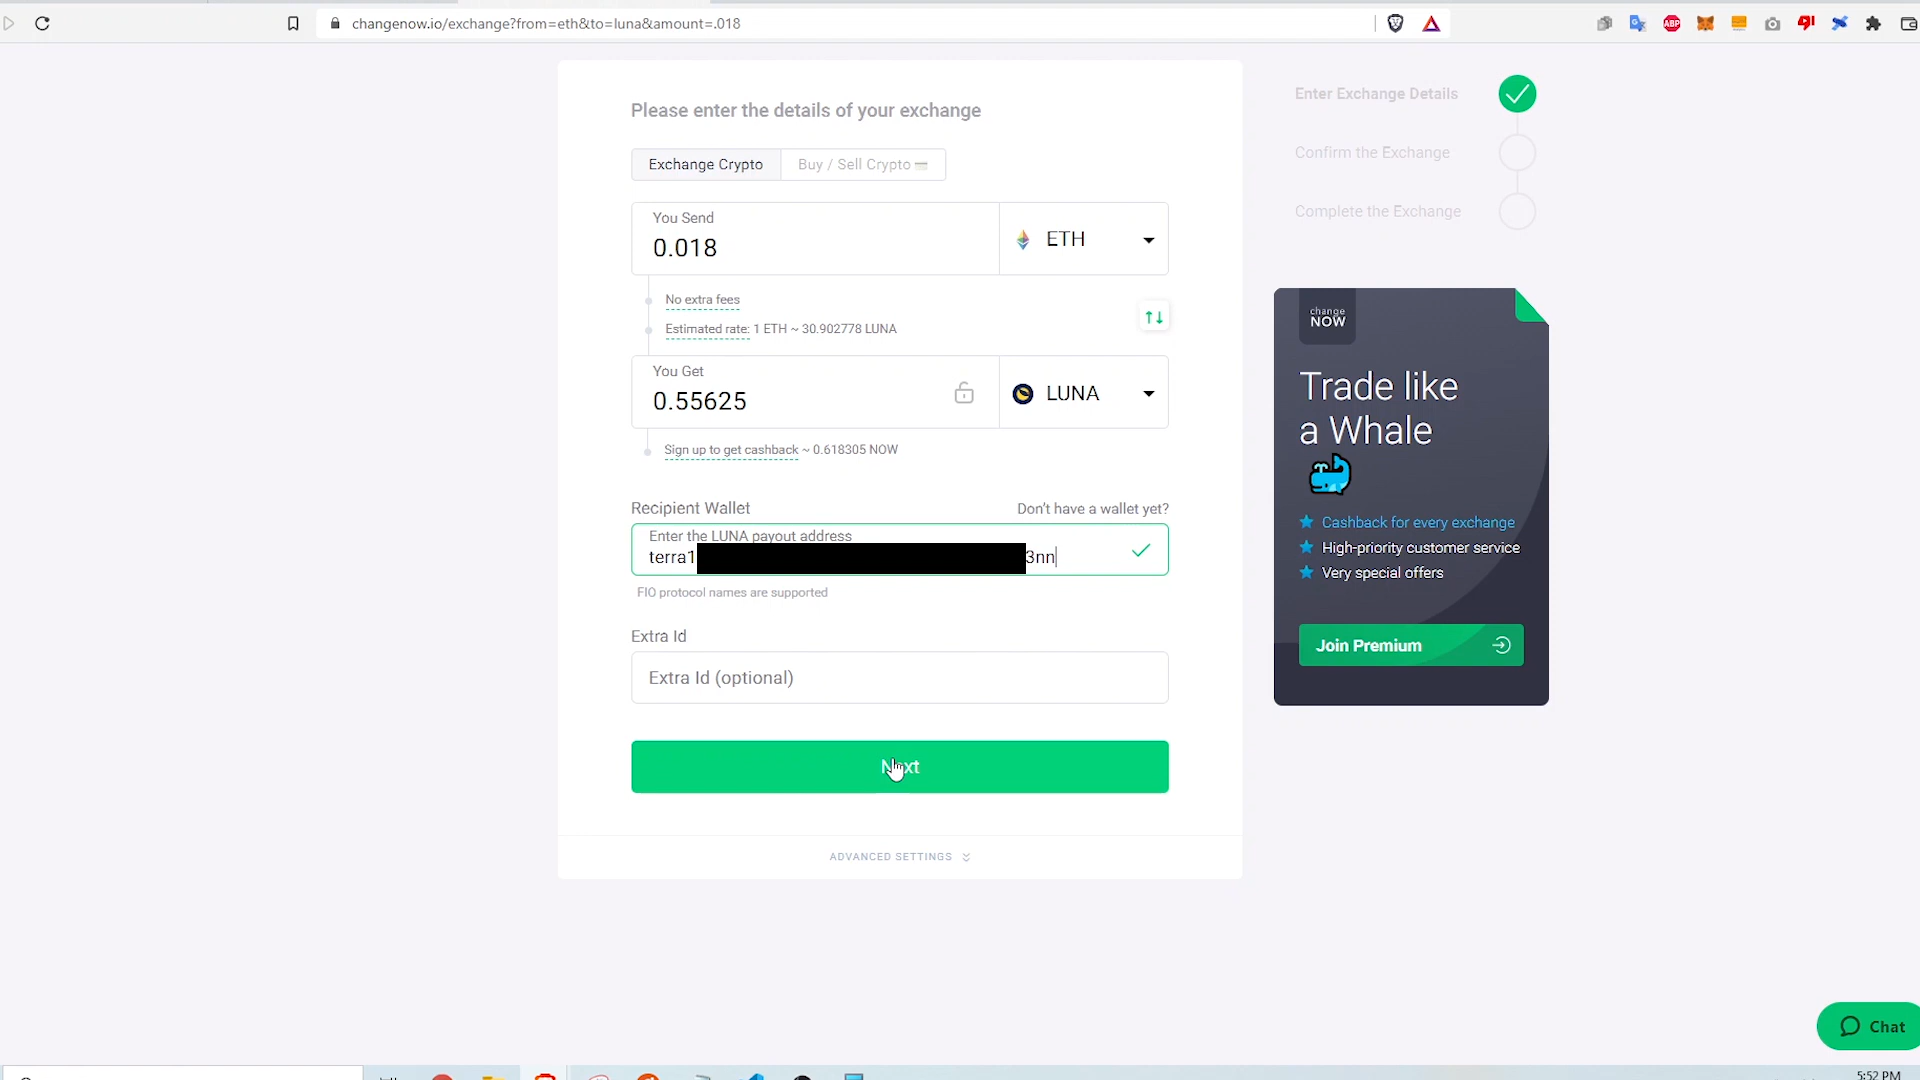 changenow.io/exchange?from=eth&to=luna&amount=.018
ABP
Please enter the details of your exchange
Exchange Crypto
Buy / Sell Crypto
You Send
0.018
ETH
No extra fees
Estimated rate: 1 ETH ~ 30.902778 LUNA
You Get
0.55625
LUNA
Sign up to get cashback ~ 0.618305 NOW
Recipient Wallet
Don't have a wallet yet?
Enter the LUNA payout address
terra1
3nn
FIO protocol names are supported
Extra Id
Extra Id (optional)
Next
ADVANCED SETTINGS
Enter Exchange Details
Confirm the Exchange
Complete the Exchange
change
NOW
Trade like
a Whale
Cashback for every exchange
High-priority customer service
Very special offers
Join Premium
Chat
5:52 PM